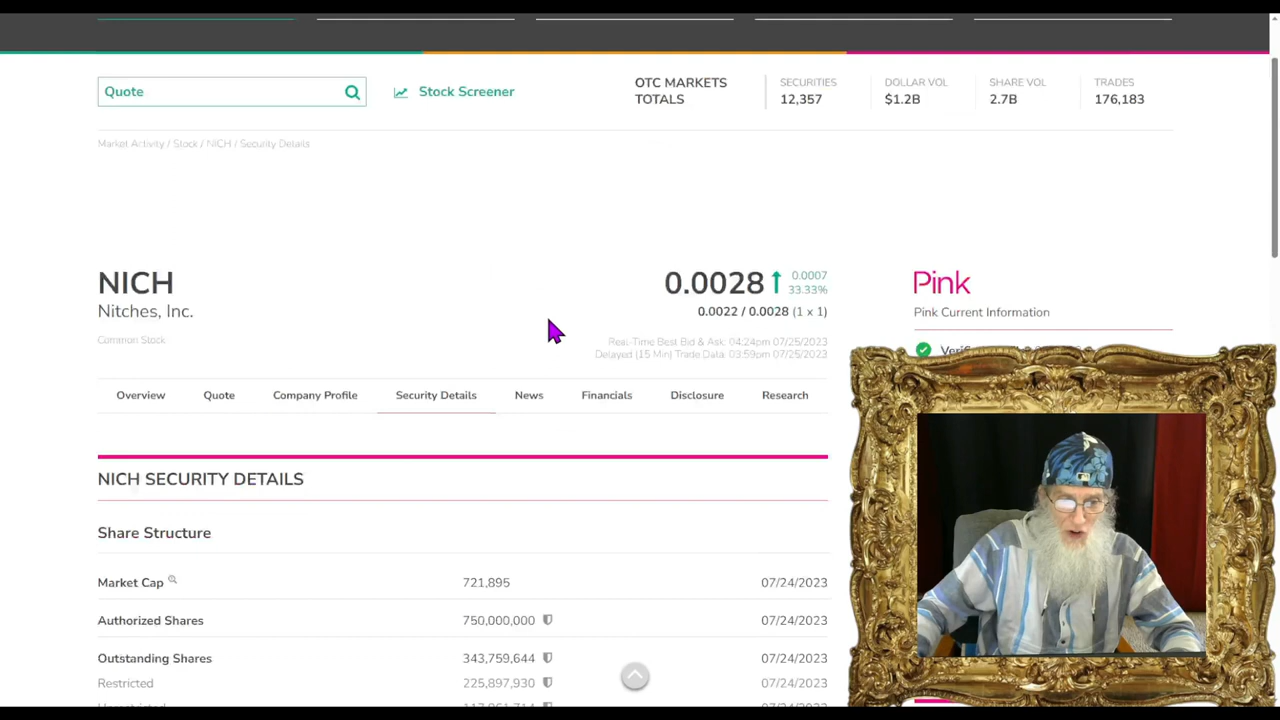 Quote
Stock Screener
OTC MARKETS
TOTALS
SECURITIES
12,357
DOLLAR VOL
$1.2B
SHARE VOL
2.7B
TRADES
176,183
Market Activity / Stock / NICH / Security Details
NICH
Nitches, Inc.
Common Stock
0.0028
0.0007
33.33%
0.0022 / 0.0028 (1 x 1)
Real-Time Best Bid & Ask: 04:24pm 07/25/2023
Delayed (15 Min) Trade Data: 03:59pm 07/25/2023
Pink
Pink Current Information
Overview Quote Company Profile Security Details News Financials Disclosure Research
NICH SECURITY DETAILS
Share Structure
Market Cap 721,895 07/24/2023
Authorized Shares 750,000,000 07/24/2023
Outstanding Shares 343,759,644 07/24/2023
Restricted 225,897,930 07/24/2023